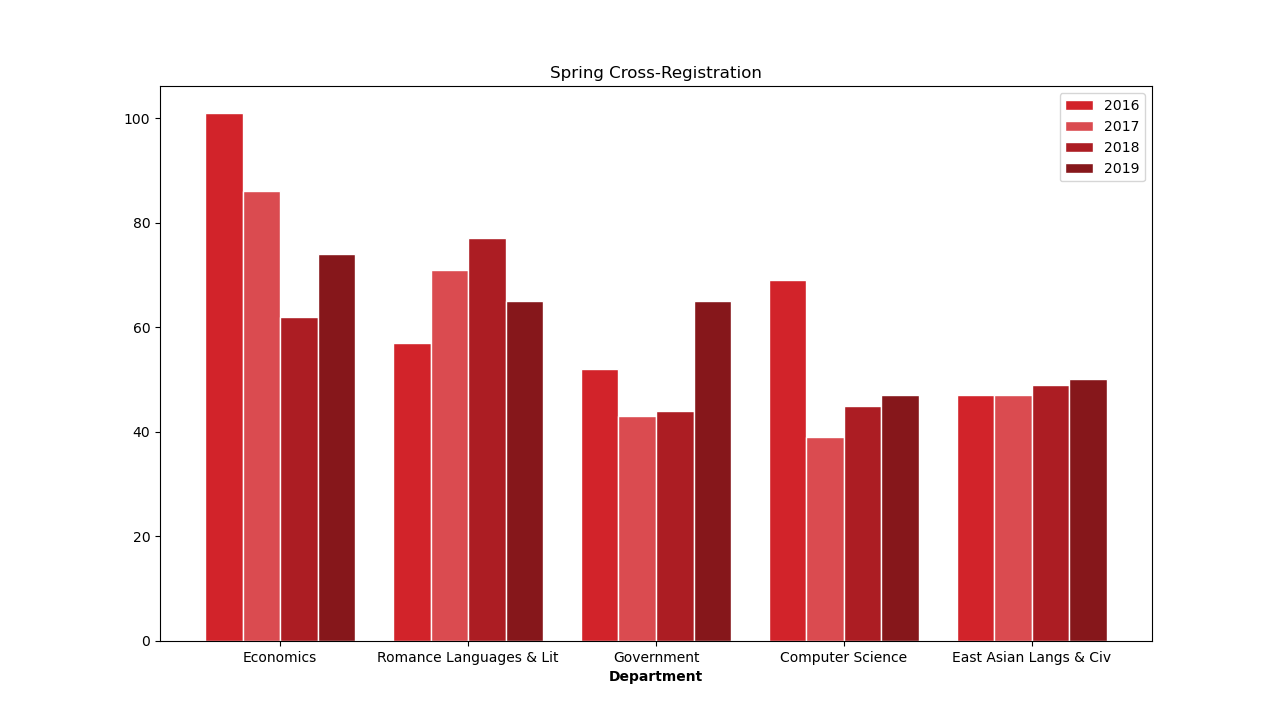 Spring Cross-Registration
2016
2017
2018
2019
100
80
60
40
20
0
Economics
Romance Languages & Lit
Government
Computer Science
East Asian Langs & Civ
Department